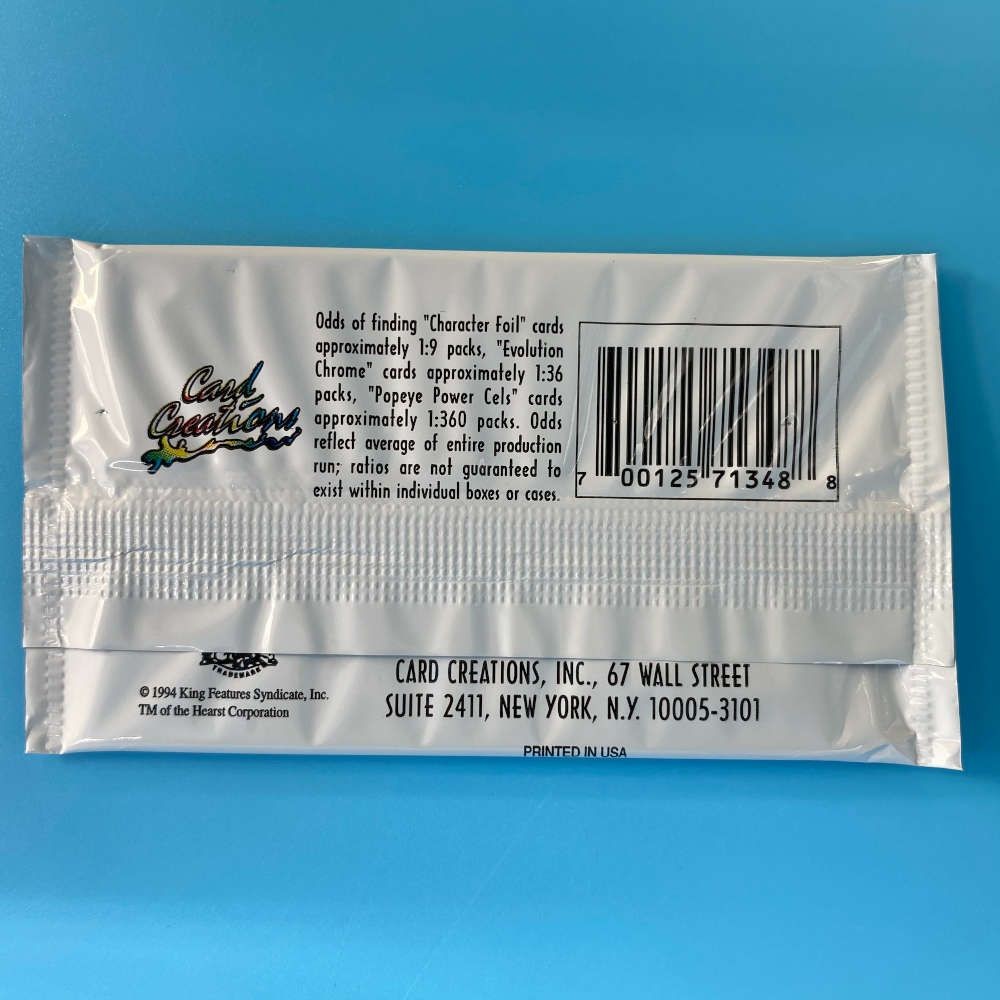 Card
Creations
Odds of finding "Character Foil" cards
approximately 1:9 packs, "Evolution
Chrome" cards approximately 1:36
packs, "Popeye Power Cels" cards
approximately 1:360 packs. Odds
reflect average of entire production
run; ratios are not guaranteed to
exist within individual boxes or cases.
7 00125 71348 8
TRADEMARK
© 1994 King Features Syndicate, Inc.
TM of the Hearst Corporation
CARD CREATIONS, INC., 67 WALL STREET
SUITE 2411, NEW YORK, N.Y. 10005-3101
PRINTED IN USA